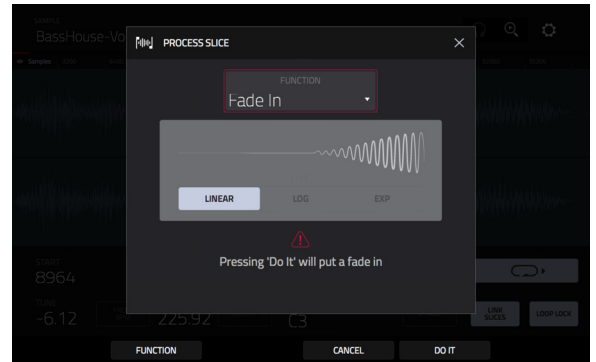 SAMPLE
BassHouse-Vo
PROCESS SLICE
Samples
FUNCTION
Fade In
LINEAR
LOG
EXP
Pressing 'Do It' will put a fade in
START
8964
TUNE
-6.12
225.92
C3
LINK
SLICES
LOOP LOCK
FUNCTION
CANCEL
DO IT